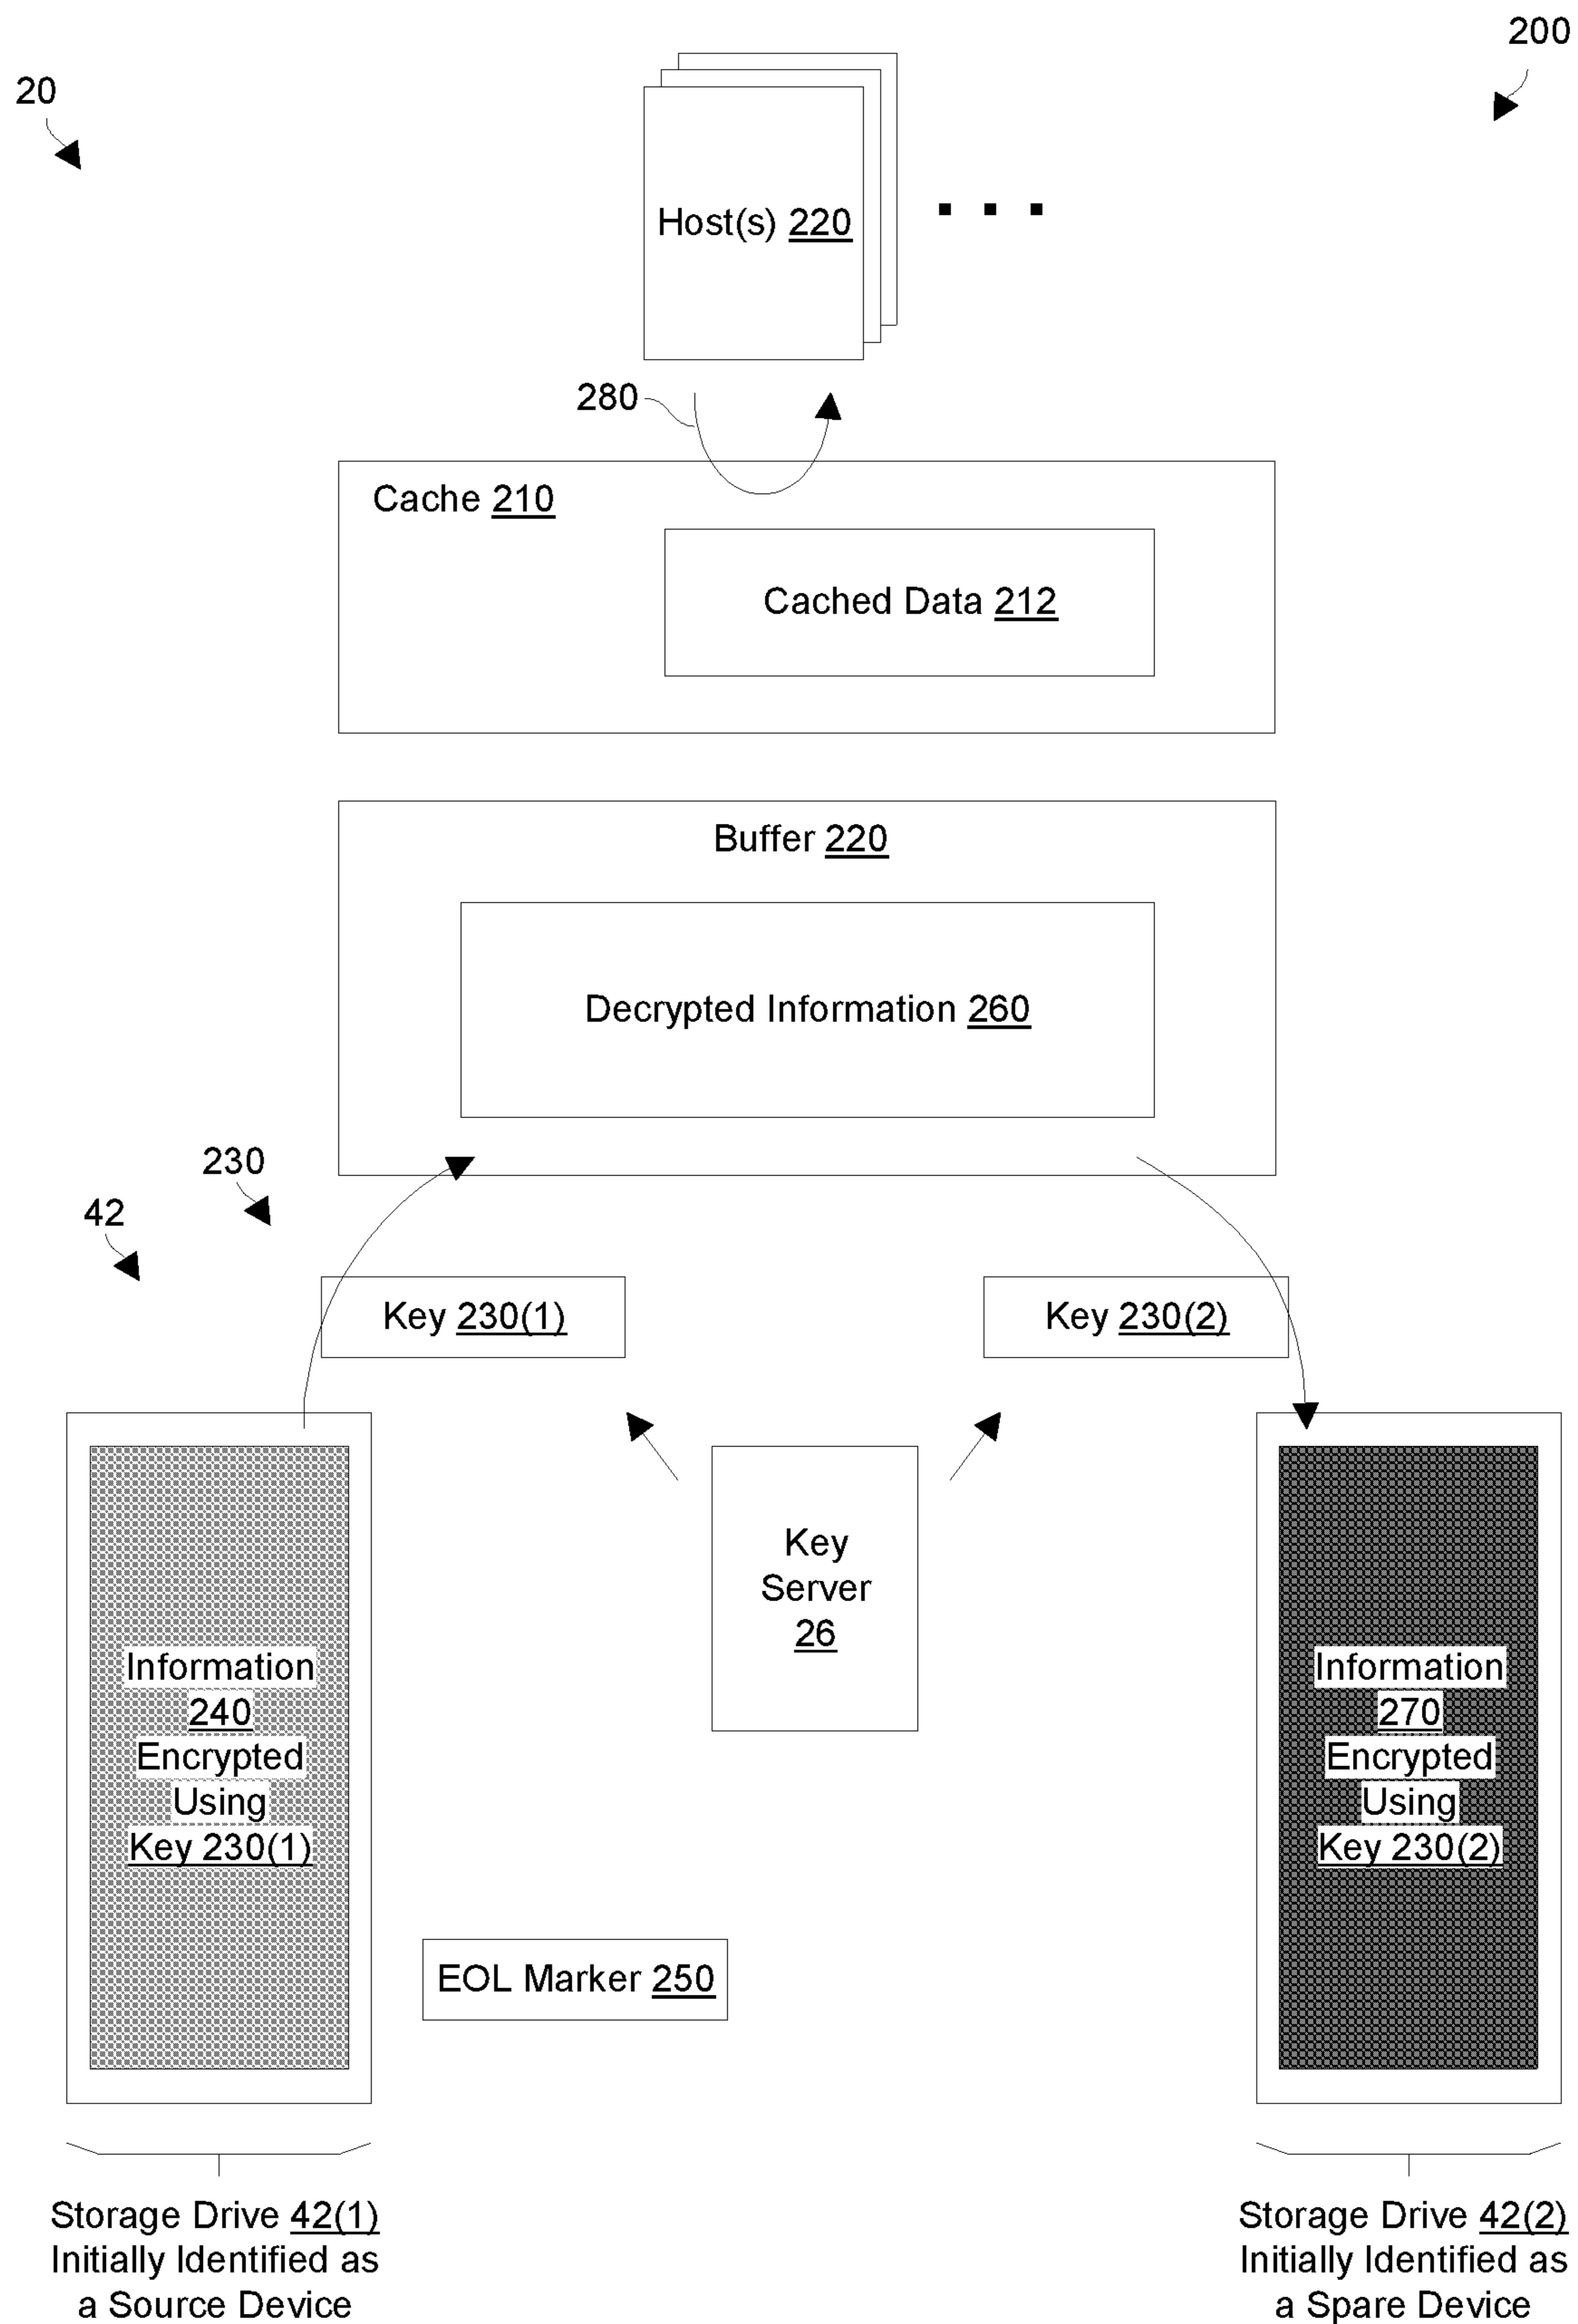 200
20
Host(s) 220
280
Cache 210
Cached Data 212
Buffer 220
Decrypted Information 260
230
42
Key 230(1)
Key 230(2)
Key
Server
26
Information
240
Encrypted
Using
Key 230(1)
Information
270
Encrypted
Using
Key 230(2)
EOL Marker 250
Storage Drive 42(1)
Initially Identified as
a Source Device
Storage Drive 42(2)
Initially Identified as
a Spare Device